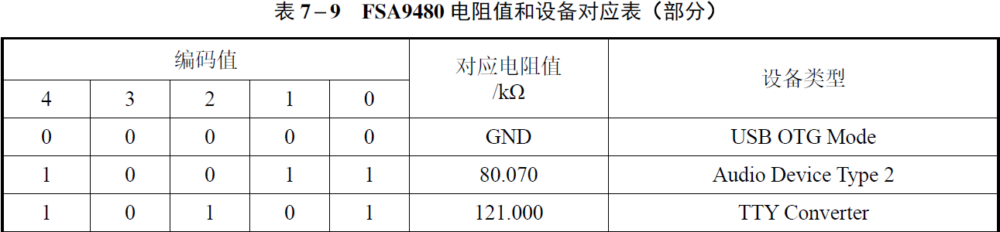 表 7－9 FSA9480 电阻值和设备对应表（部分）
编码值 对应电阻值/kΩ 设备类型
4 3 2 1 0
0 0 0 0 0 GND USB OTG Mode
1 0 0 1 1 80.070 Audio Device Type 2
1 0 1 0 1 121.000 TTY Converter